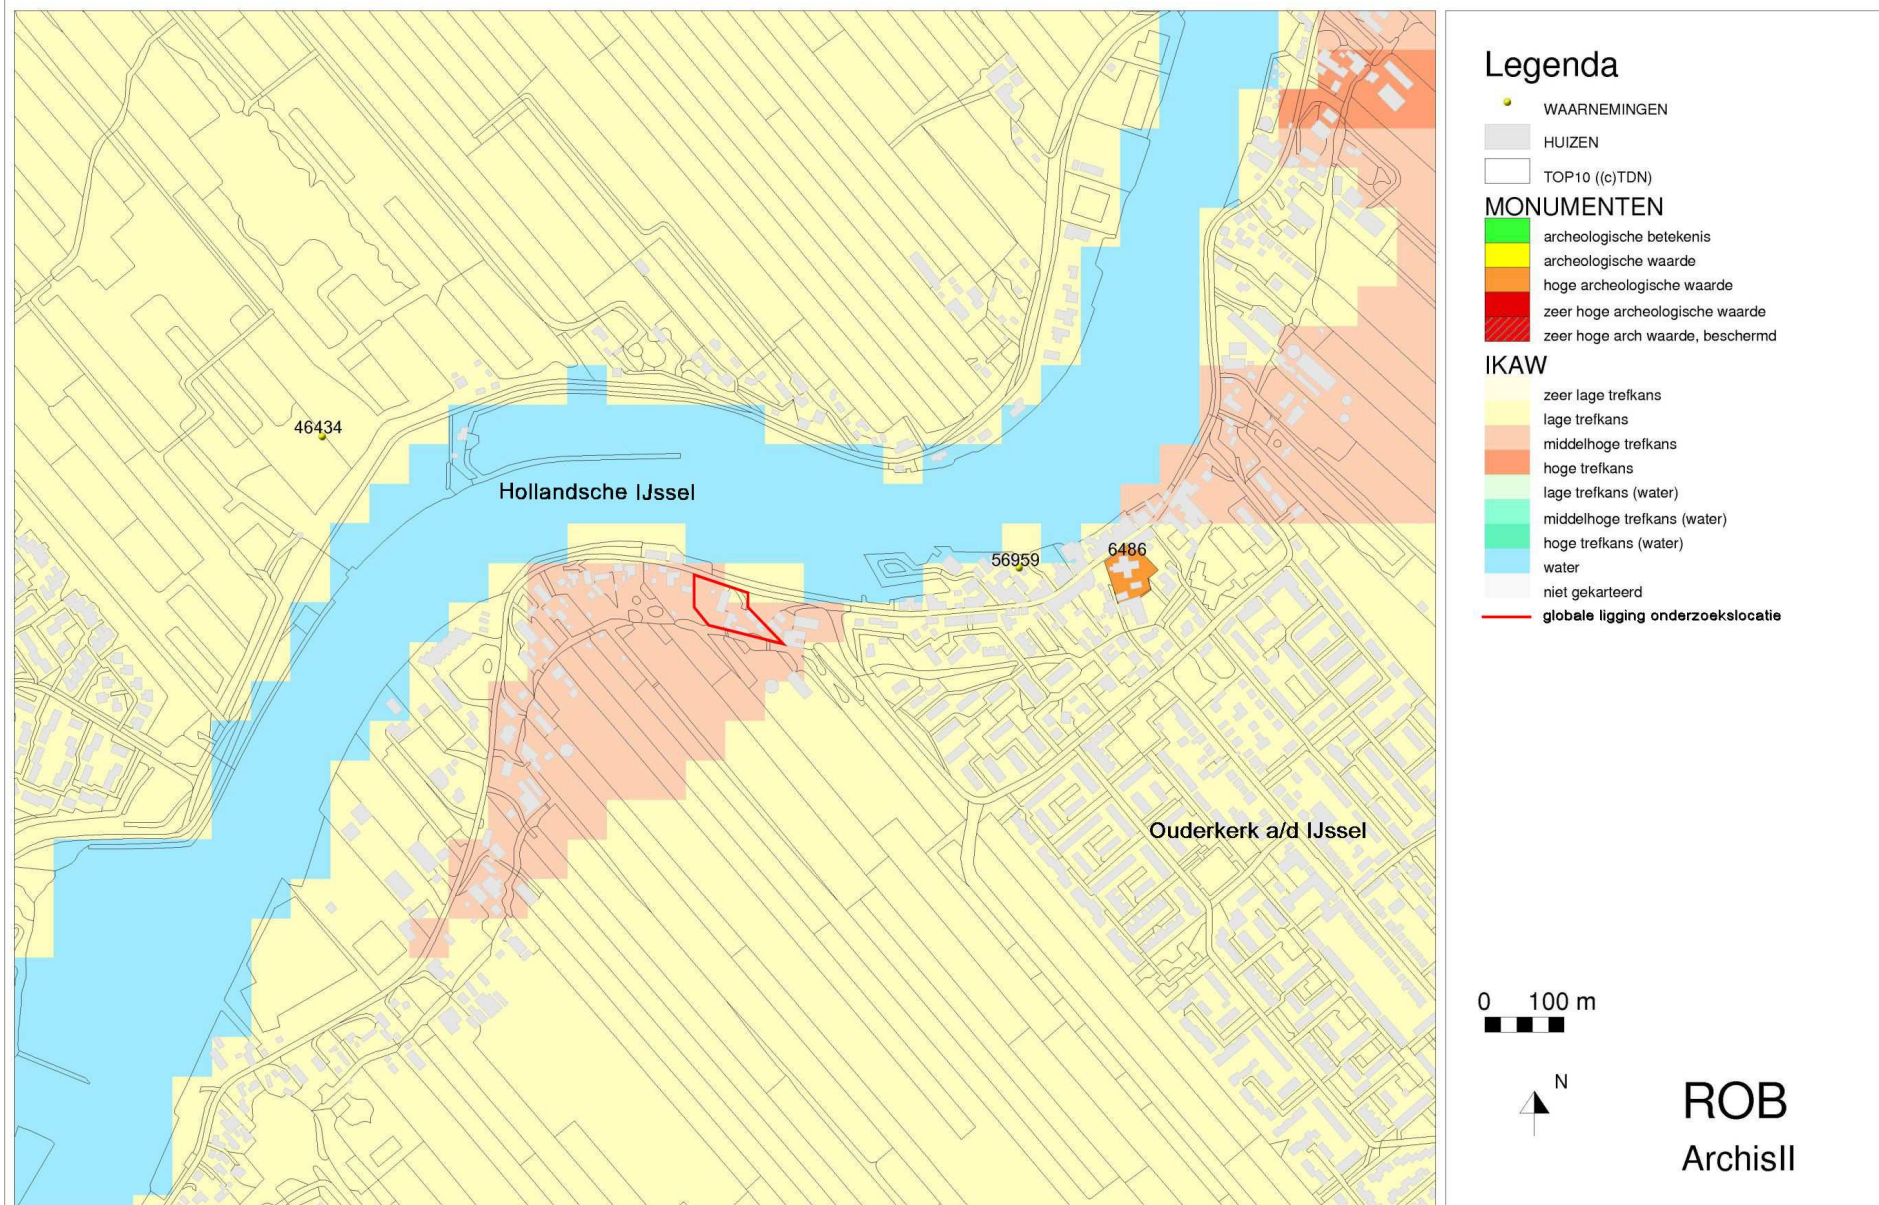 46434
Hollandsche IJssel
56959
6486
Ouderkerk a/d IJssel
Legenda
WAARNEMINGEN
HUIZEN
TOP10 ((c)TDN)
MONUMENTEN
archeologische betekenis
archeologische waarde
hoge archeologische waarde
zeer hoge archeologische waarde
zeer hoge arch waarde, beschermd
IKAW
zeer lage trefkans
lage trefkans
middelhoge trefkans
hoge trefkans
lage trefkans (water)
middelhoge trefkans (water)
hoge trefkans (water)
water
niet gekarteerd
globale ligging onderzoekslocatie
0 100 m
N
ROB
ArchisII